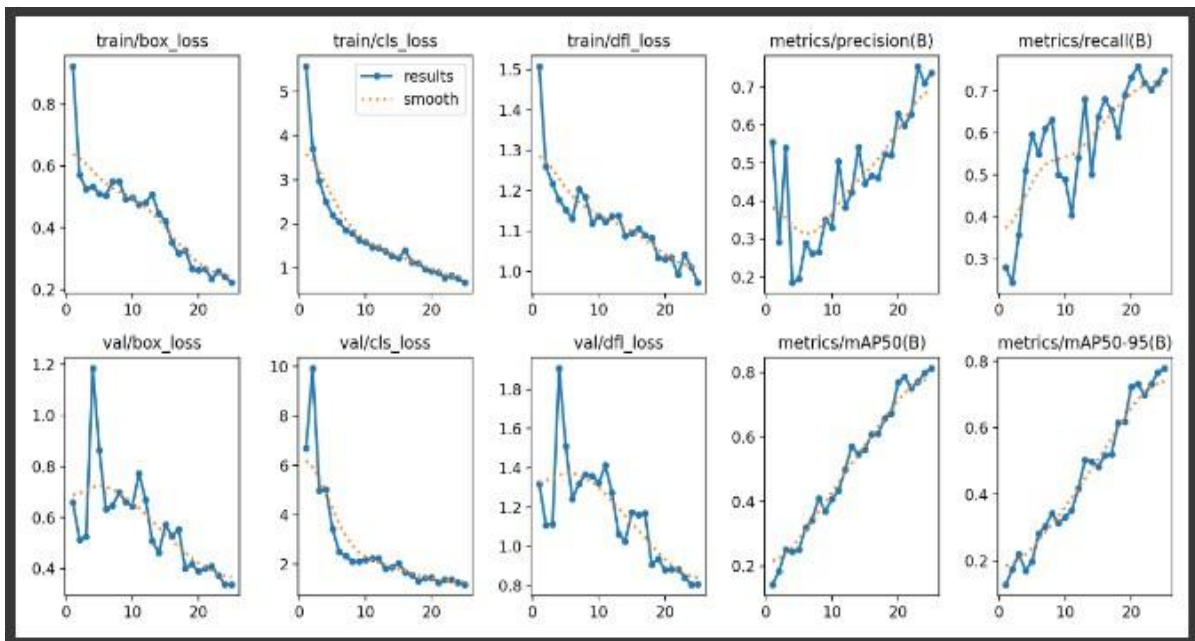 train/box_loss
0.8
0.6
0.4
0.2
0 10 20
train/cls_loss
results
smooth
5
4
3
2
1
0 10 20
train/dfl_loss
1.5
1.4
1.3
1.2
1.1
1.0
0 10 20
metrics/precision(B)
0.7
0.6
0.5
0.4
0.3
0.2
0 10 20
metrics/recall(B)
0.7
0.6
0.5
0.4
0.3
0 10 20
val/box_loss
1.2
1.0
0.8
0.6
0.4
0 10 20
val/cls_loss
10
8
6
4
2
0 10 20
val/dfl_loss
1.8
1.6
1.4
1.2
1.0
0.8
0 10 20
metrics/mAP50(B)
0.8
0.6
0.4
0.2
0 10 20
metrics/mAP50-95(B)
0.8
0.6
0.4
0.2
0 10 20